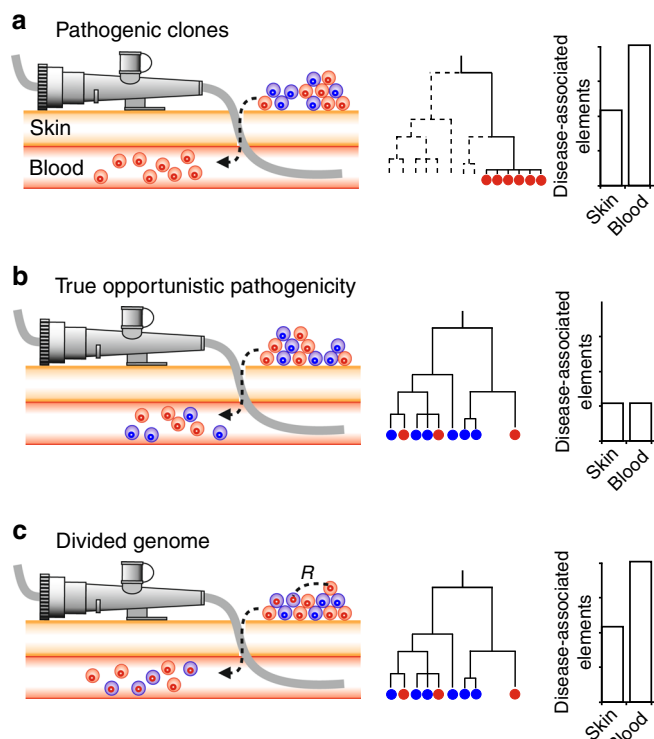 a
Pathogenic clones
Skin
Blood
Disease-associated
elements
Skin
Blood
b
True opportunistic pathogenicity
Disease-associated
elements
Skin
Blood
c
Divided genome
R
Disease-associated
elements
Skin
Blood